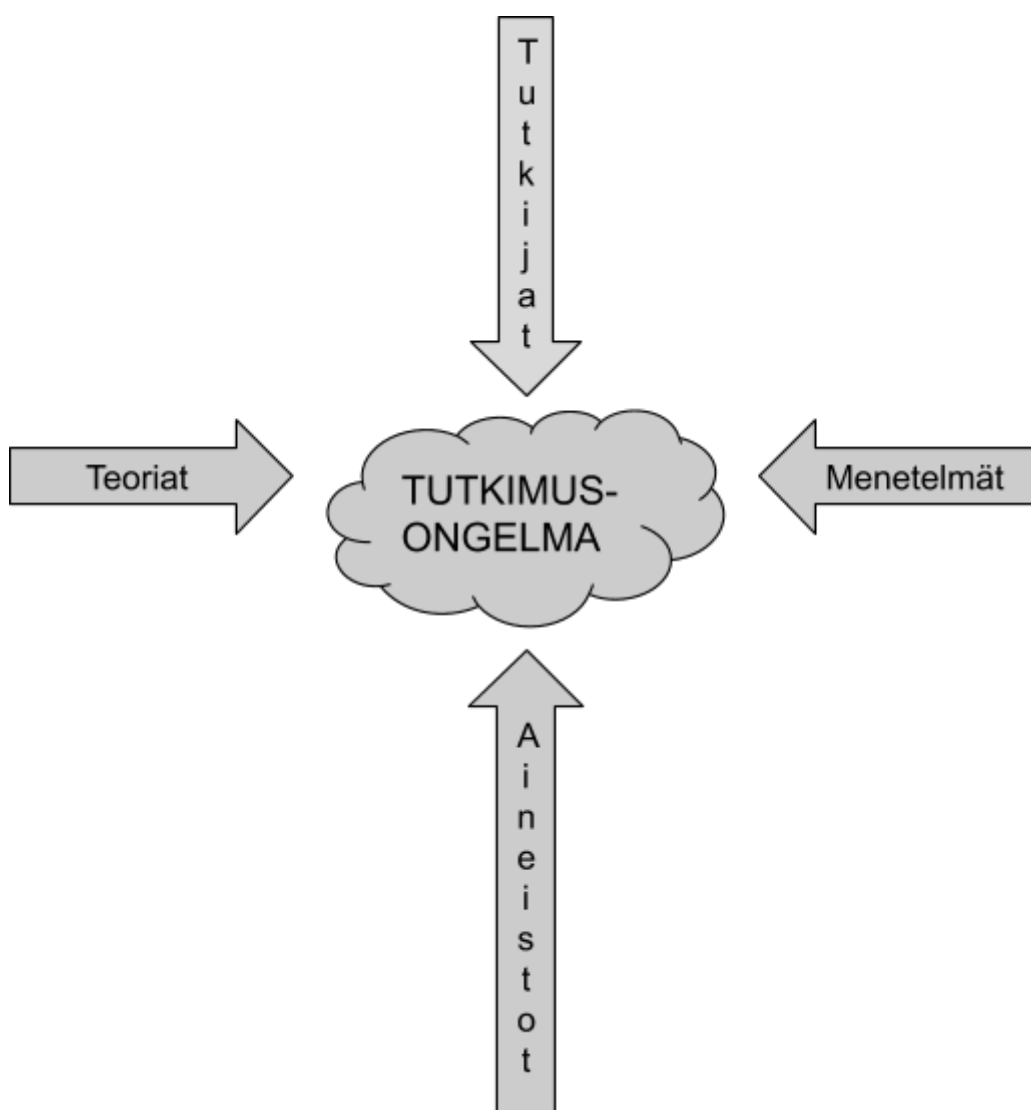 Tutkijat
Teoriat
TUTKIMUS-
ONGELMA
Menetelmät
Aineistot